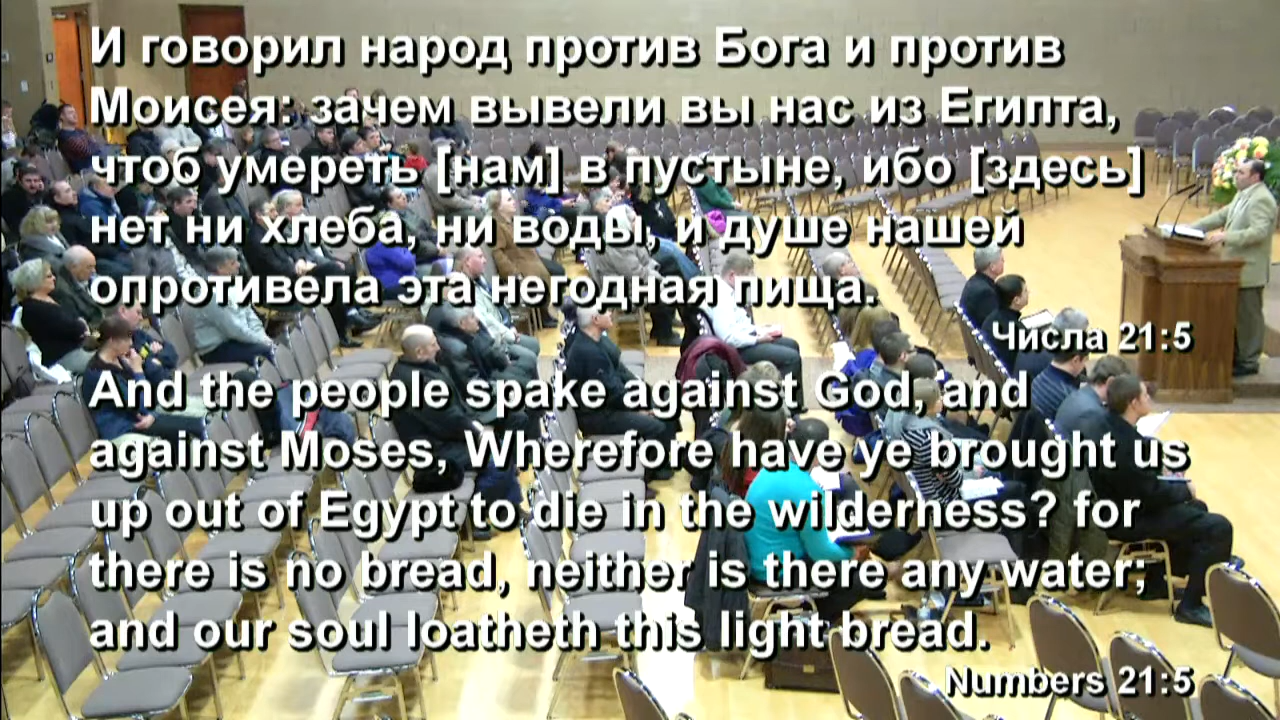 И говорил народ против Бога и против
Моисея: зачем вывели вы нас из Египта,
чтоб умереть [нам] в пустыне, ибо [здесь]
нет ни хлеба, ни воды, и душе нашей
опротивела эта негодная пища.
Числа 21:5
And the people spake against God, and
against Moses, Wherefore have ye brought us
up out of Egypt to die in the wilderness? for
there is no bread, neither is there any water;
and our soul loatheth this light bread.
Numbers 21:5